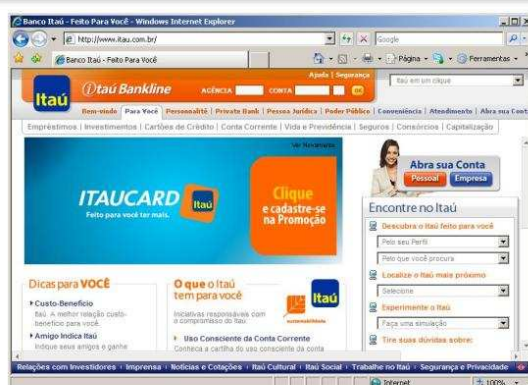 Banco Itaú - Feito Para Você - Windows Internet Explorer
http://www.itau.com.br/
Google
Banco Itaú - Feito Para Você
Página
Ferramentas
Ajuda | Segurança
Itaú
Itaú Bankline
AGÊNCIA
CONTA
OK
Itaú em um clique
Bem-vindo | Para Você | Personnalité | Private Bank | Pessoa Jurídica | Poder Público | Conveniência | Atendimento | Abra sua Con
Empréstimos | Investimentos | Cartões de Crédito | Conta Corrente | Vida e Previdência | Seguros | Consórcios | Capitalização
Ver Novamente
ITAUCARD
Itaú
Feito para você ter mais.
Clique
e cadastre-se
na Promoção
Abra sua Conta
Pessoal
Empresa
Encontre no Itaú
Descubra o Itaú feito para você
Pelo seu Perfil
Pelo que você procura
Localize o Itaú mais próximo
Selecione
Experimente o Itaú
Faça uma simulação
Tire suas dúvidas sobre:
Dicas para VOCÊ
Custo-Benefício
Itaú. A melhor relação custo-
benefício para você.
Amigo Indica Itaú
Indique seus amigos e ganhe
O que o Itaú
tem para você
Iniciativas responsáveis com
o compromisso do Itaú.
Itaú
Uso Consciente da Conta Corrente
Conheça a cartilha do uso consciente da conta
Relações com Investidores | Imprensa | Notícias e Cotações | Itaú Cultural | Itaú Social | Trabalhe no Itaú | Segurança e Privacidade
Internet
100%